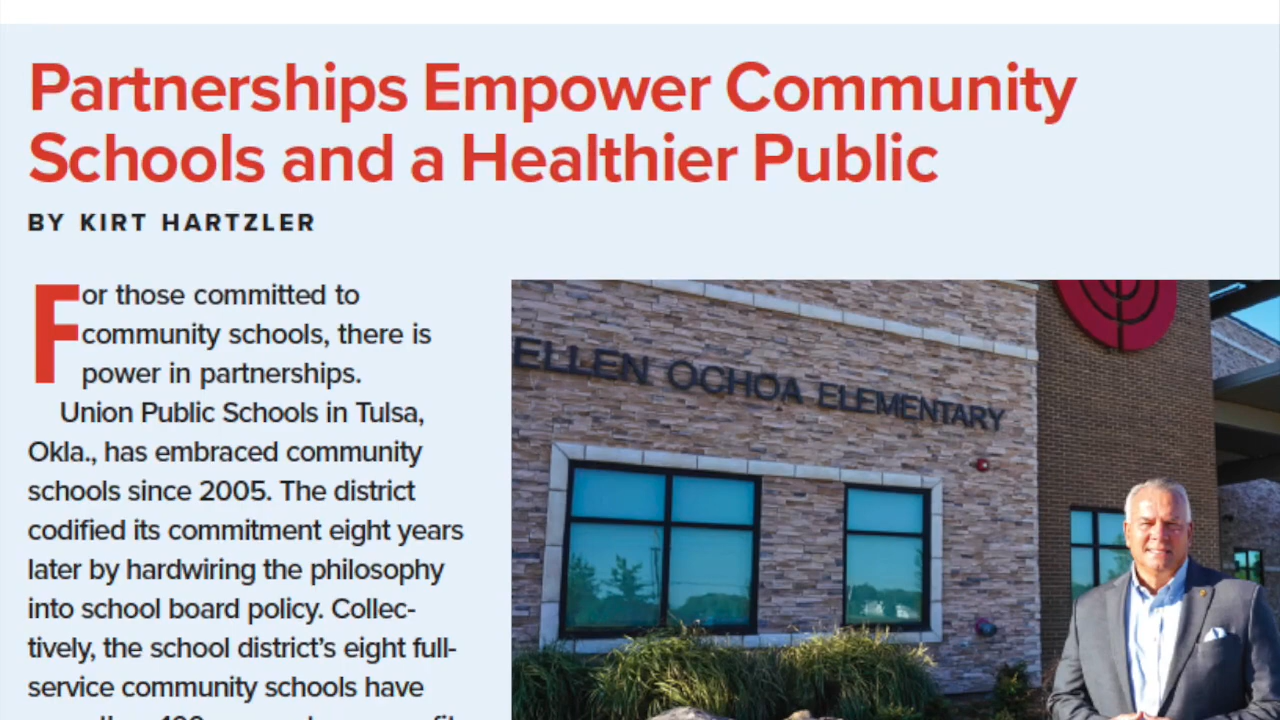 Partnerships Empower Community
Schools and a Healthier Public
BY KIRT HARTZLER
For those committed to
community schools, there is
power in partnerships.
Union Public Schools in Tulsa,
Okla., has embraced community
schools since 2005. The district
codified its commitment eight years
later by hardwiring the philosophy
into school board policy. Collec-
tively, the school district’s eight full-
service community schools have
ELLEN OCHOA ELEMENTARY